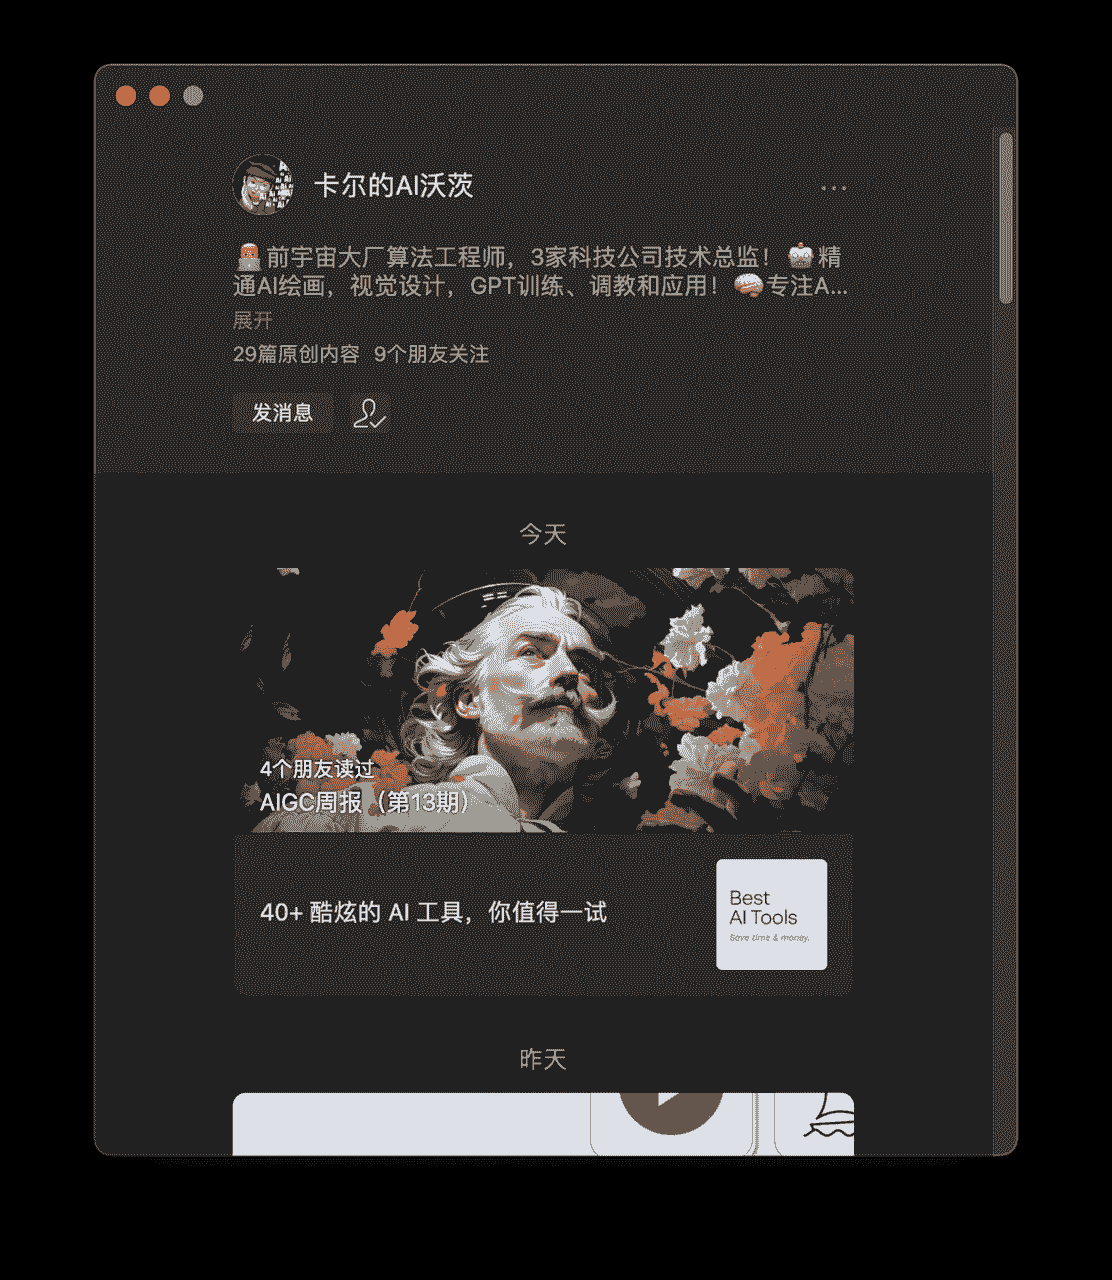 卡尔的AI沃茨
前宇宙大厂算法工程师，3家科技公司技术总监！精
通AI绘画，视觉设计，GPT训练、调教和应用！专注A...
展开
29篇原创内容 9个朋友关注
发消息
今天
4个朋友读过
AIGC周报（第13期）
40+ 酷炫的 AI 工具，你值得一试
Best
AI Tools
Save time & money.
昨天